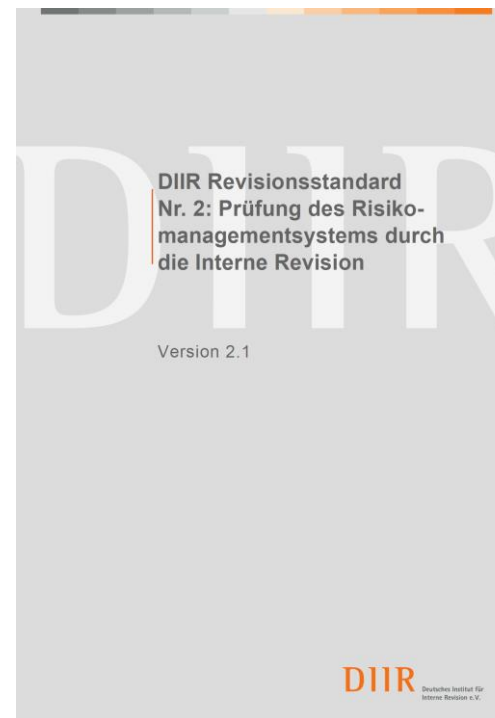 DIIR
DIIR Revisionsstandard
Nr. 2: Prüfung des Risiko-
managementsystems durch
die Interne Revision
Version 2.1
DIIR
Deutsches Institut für
Interne Revision e.V.